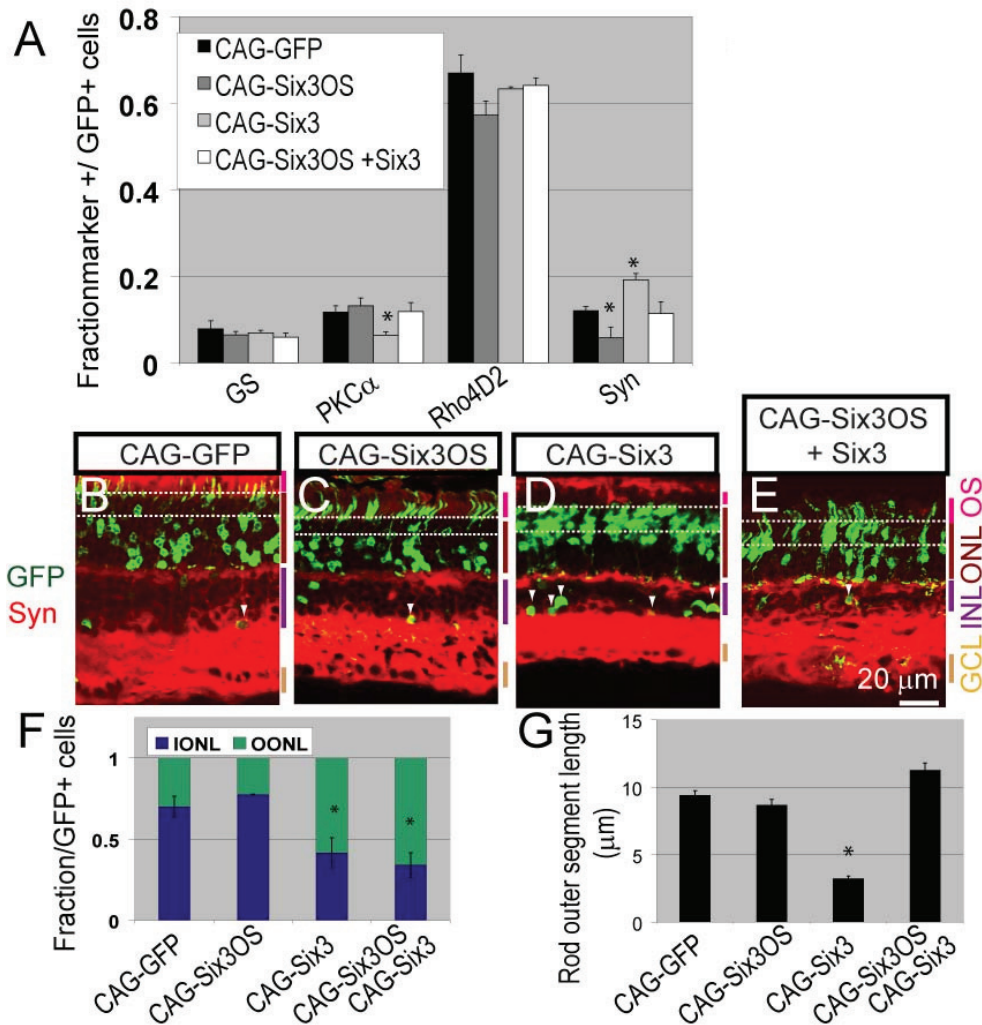 A
Fractionmarker +/ GFP+ cells
0.8
0.6
0.4
0.2
0
CAG-GFP
CAG-Six3OS
CAG-Six3
CAG-Six3OS +Six3
*
*
*
GS
PKCα
Rho4D2
Syn
CAG-GFP
CAG-Six3OS
CAG-Six3
CAG-Six3OS
+ Six3
B
C
D
E
GFP
Syn
GCL INL ONL OS
20 μm
F
Fraction/GFP+ cells
IONL
OONL
1
0.5
0
*
*
CAG-GFP
CAG-Six3OS
CAG-Six3
CAG-Six3OS
CAG-Six3
G
Rod outer segment length
(μm)
15
10
5
0
*
CAG-GFP
CAG-Six3OS
CAG-Six3
CAG-Six3OS
CAG-Six3